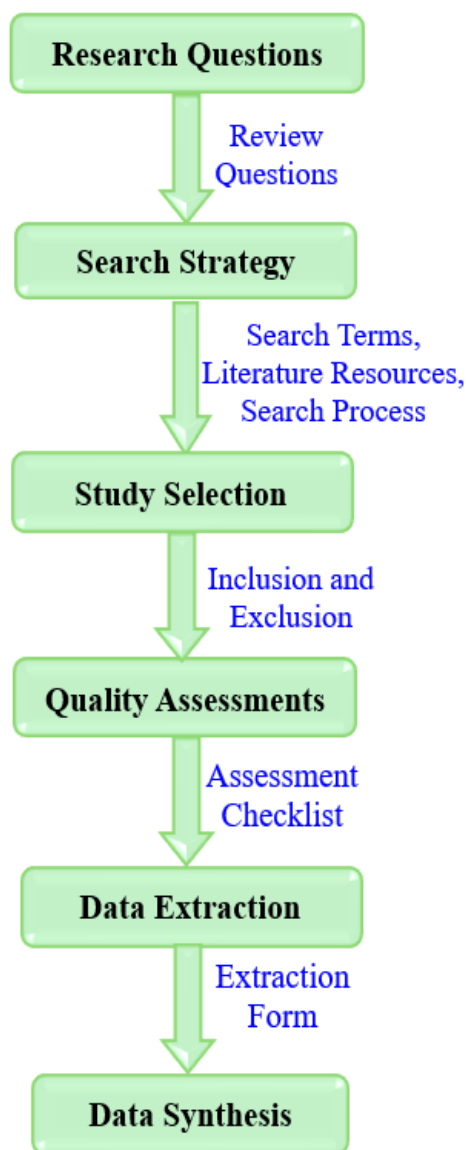 Research Questions
Review
Questions
Search Strategy
Search Terms,
Literature Resources,
Search Process
Study Selection
Inclusion and
Exclusion
Quality Assessments
Assessment
Checklist
Data Extraction
Extraction
Form
Data Synthesis